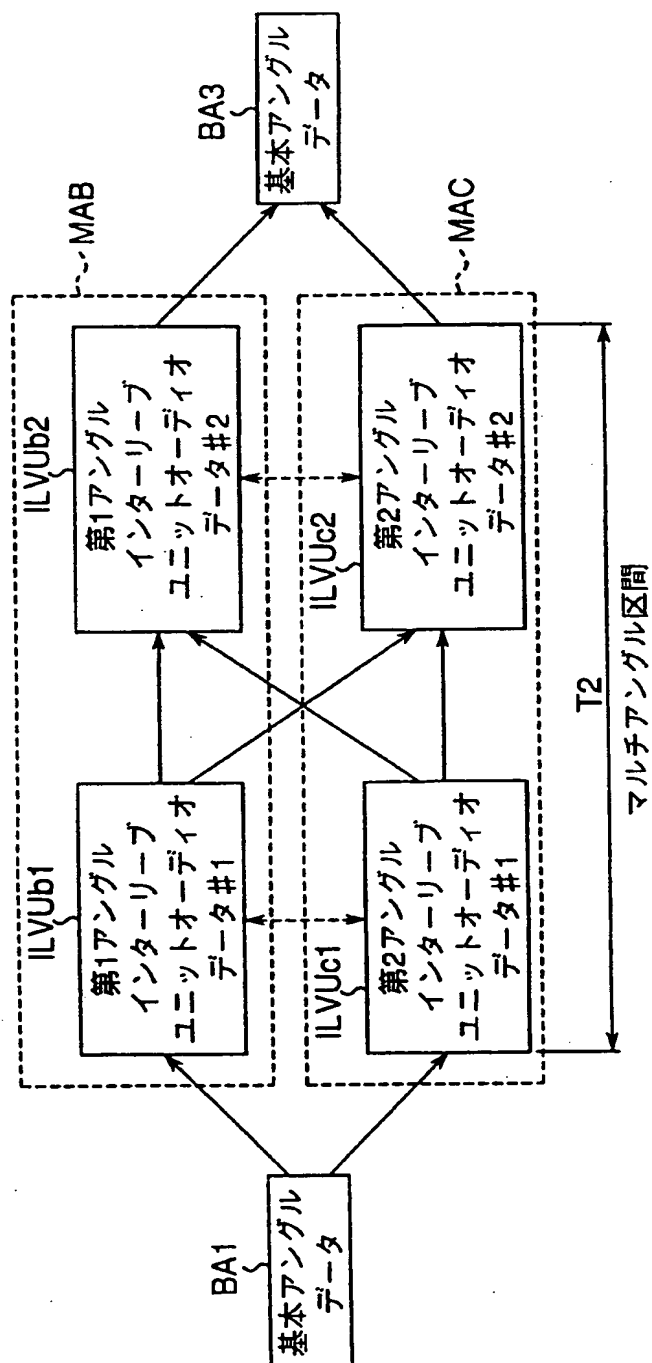 BA1
基本アングル
データ
MAB
ILVUb1
第1アングル
インターリーブ
ユニットオーディオ
データ#1
ILVUb2
第1アングル
インターリーブ
ユニットオーディオ
データ#2
MAC
ILVUc1
第2アングル
インターリーブ
ユニットオーディオ
データ#1
ILVUc2
第2アングル
インターリーブ
ユニットオーディオ
データ#2
BA3
基本アングル
データ
T2
マルチアングル区間